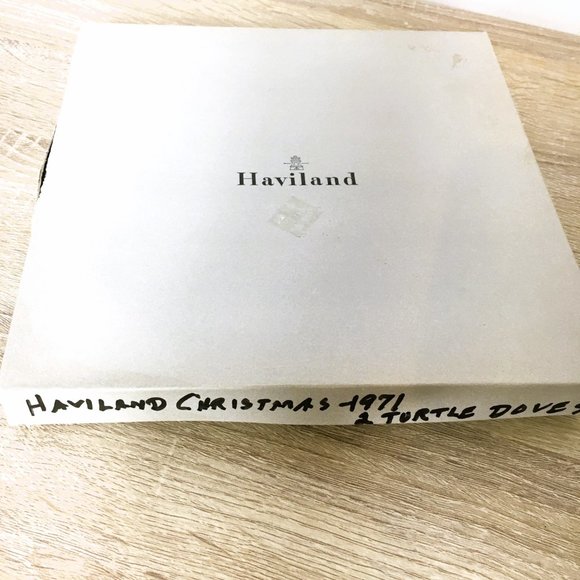 Haviland
HAVILAND CHRISTMAS -1971
2 TURTLE DOVES